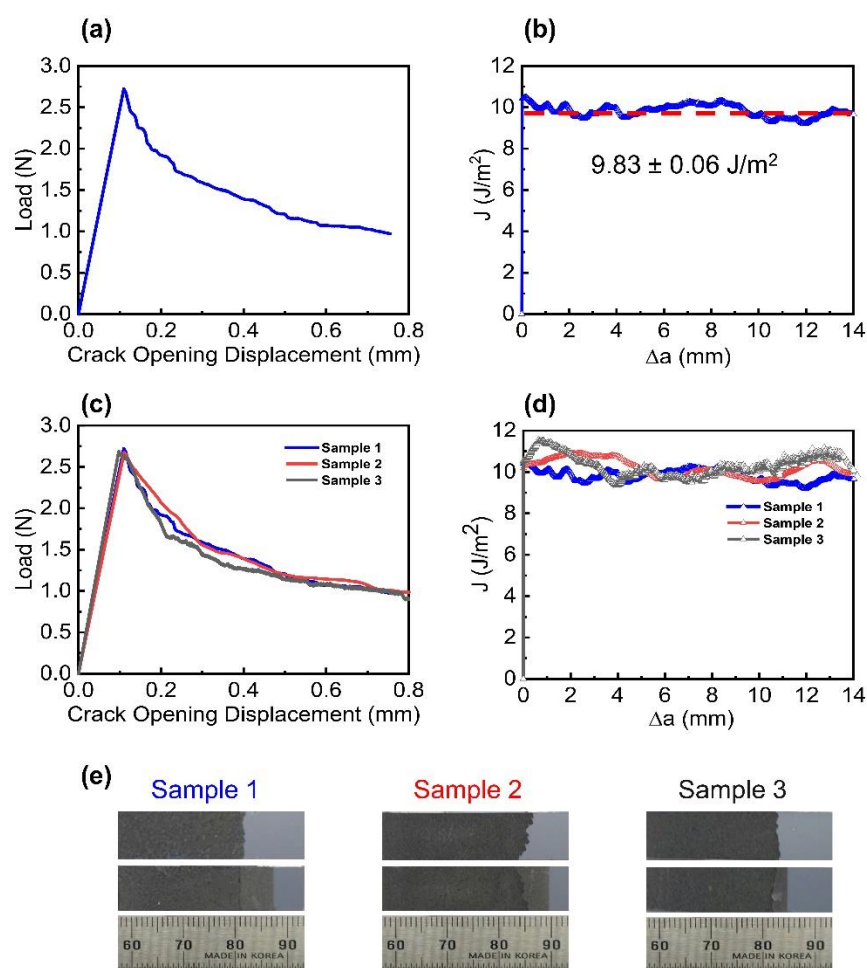 (a)
(b)
3.0
2.5
2.0
1.5
1.0
0.5
0.0
Load (N)
0.0 0.2 0.4 0.6 0.8
Crack Opening Displacement (mm)
12
10
8
6
4
2
0
J (J/m²)
9.83 ± 0.06 J/m²
0 2 4 6 8 10 12 14
Δa (mm)
(c)
(d)
3.0
2.5
2.0
1.5
1.0
0.5
0.0
Load (N)
Sample 1
Sample 2
Sample 3
0.0 0.2 0.4 0.6 0.8
Crack Opening Displacement (mm)
12
10
8
6
4
2
0
J (J/m²)
Sample 1
Sample 2
Sample 3
0 2 4 6 8 10 12 14
Δa (mm)
(e)
Sample 1
Sample 2
Sample 3
60 70 80 90
MADE IN KOREA
60 70 80 90
MADE IN KOREA
60 70 80 90
MADE IN KOREA